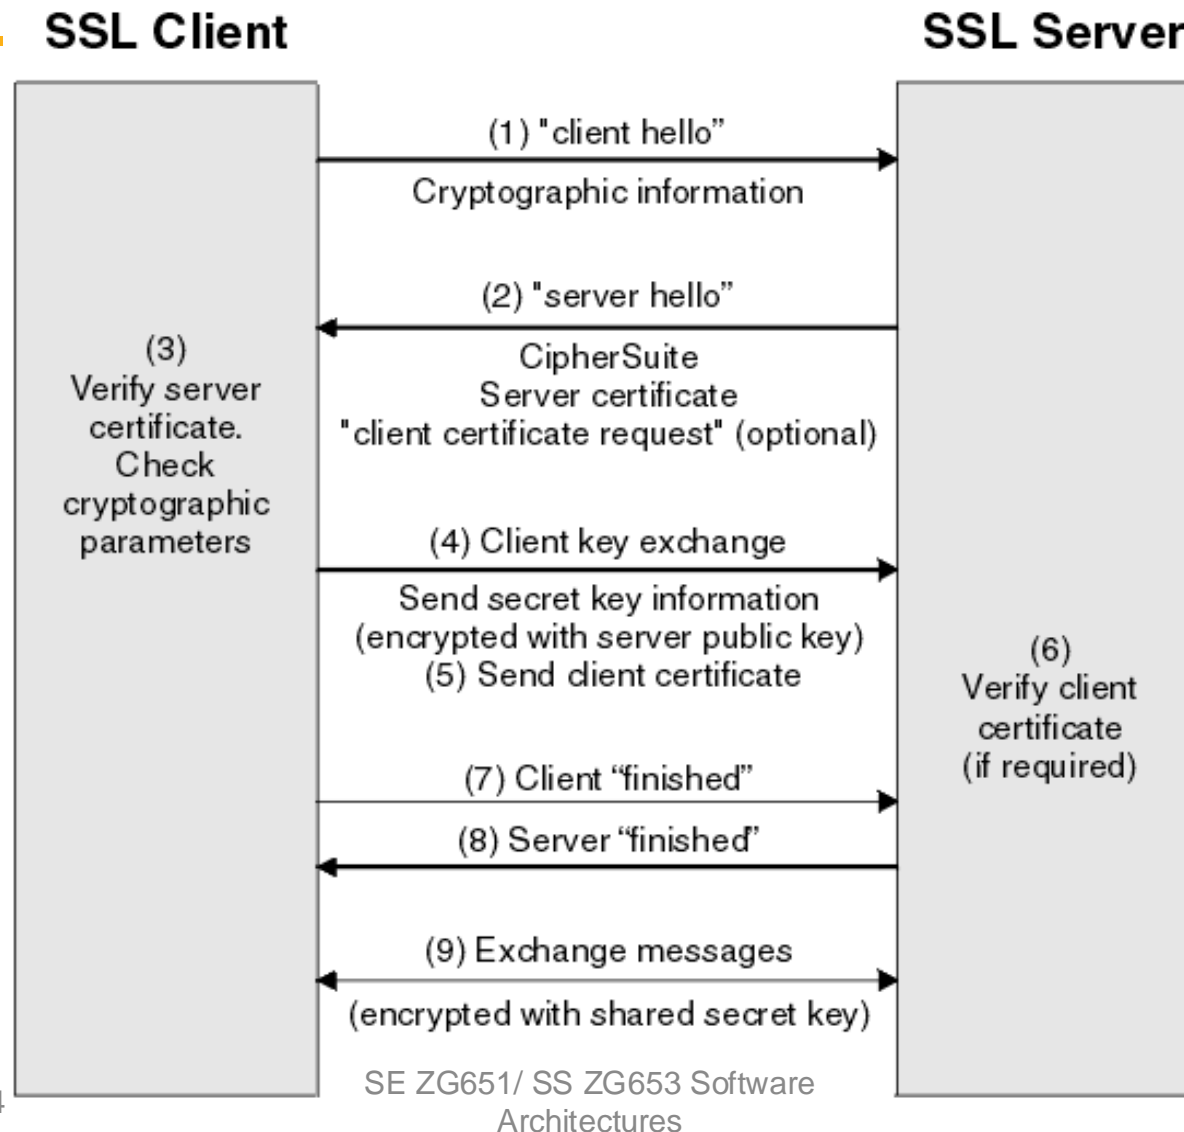 SSL Client
SSL Server
(1) "client hello”
Cryptographic information
(2) "server hello”
CipherSuite
Server certificate
"client certificate request" (optional)
(3)
Verify server
certificate.
Check
cryptographic
parameters
(4) Client key exchange
Send secret key information
(encrypted with server public key)
(5) Send client certificate
(6)
Verify client
certificate
(if required)
(7) Client “finished”
(8) Server “finished”
(9) Exchange messages
(encrypted with shared secret key)
SE ZG651/ SS ZG653 Software
Architectures
4